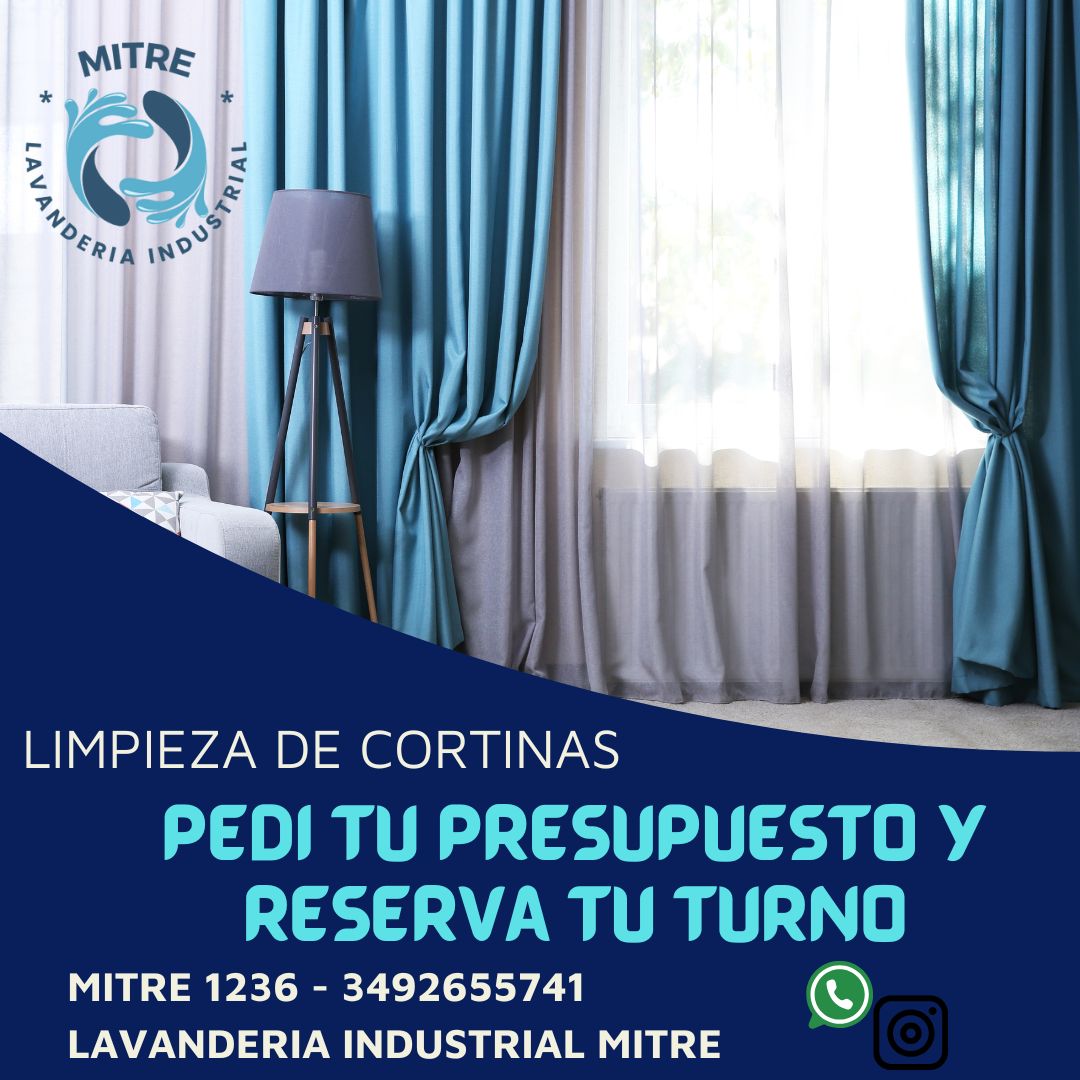 MITRE
* LAVANDERIA INDUSTRIAL *
LIMPIEZA DE CORTINAS
PEDI TU PRESUPUESTO Y
RESERVA TU TURNO
MITRE 1236 - 3492655741
LAVANDERIA INDUSTRIAL MITRE